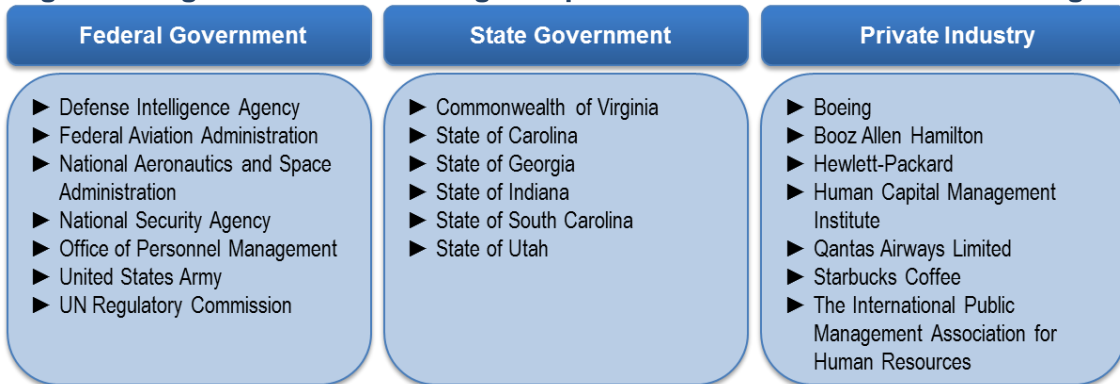 Federal Government
► Defense Intelligence Agency
► Federal Aviation Administration
► National Aeronautics and Space
Administration
► National Security Agency
► Office of Personnel Management
► United States Army
► UN Regulatory Commission
State Government
► Commonwealth of Virginia
► State of Carolina
► State of Georgia
► State of Indiana
► State of South Carolina
► State of Utah
Private Industry
► Boeing
► Booz Allen Hamilton
► Hewlett-Packard
► Human Capital Management
Institute
► Qantas Airways Limited
► Starbucks Coffee
► The International Public
Management Association for
Human Resources